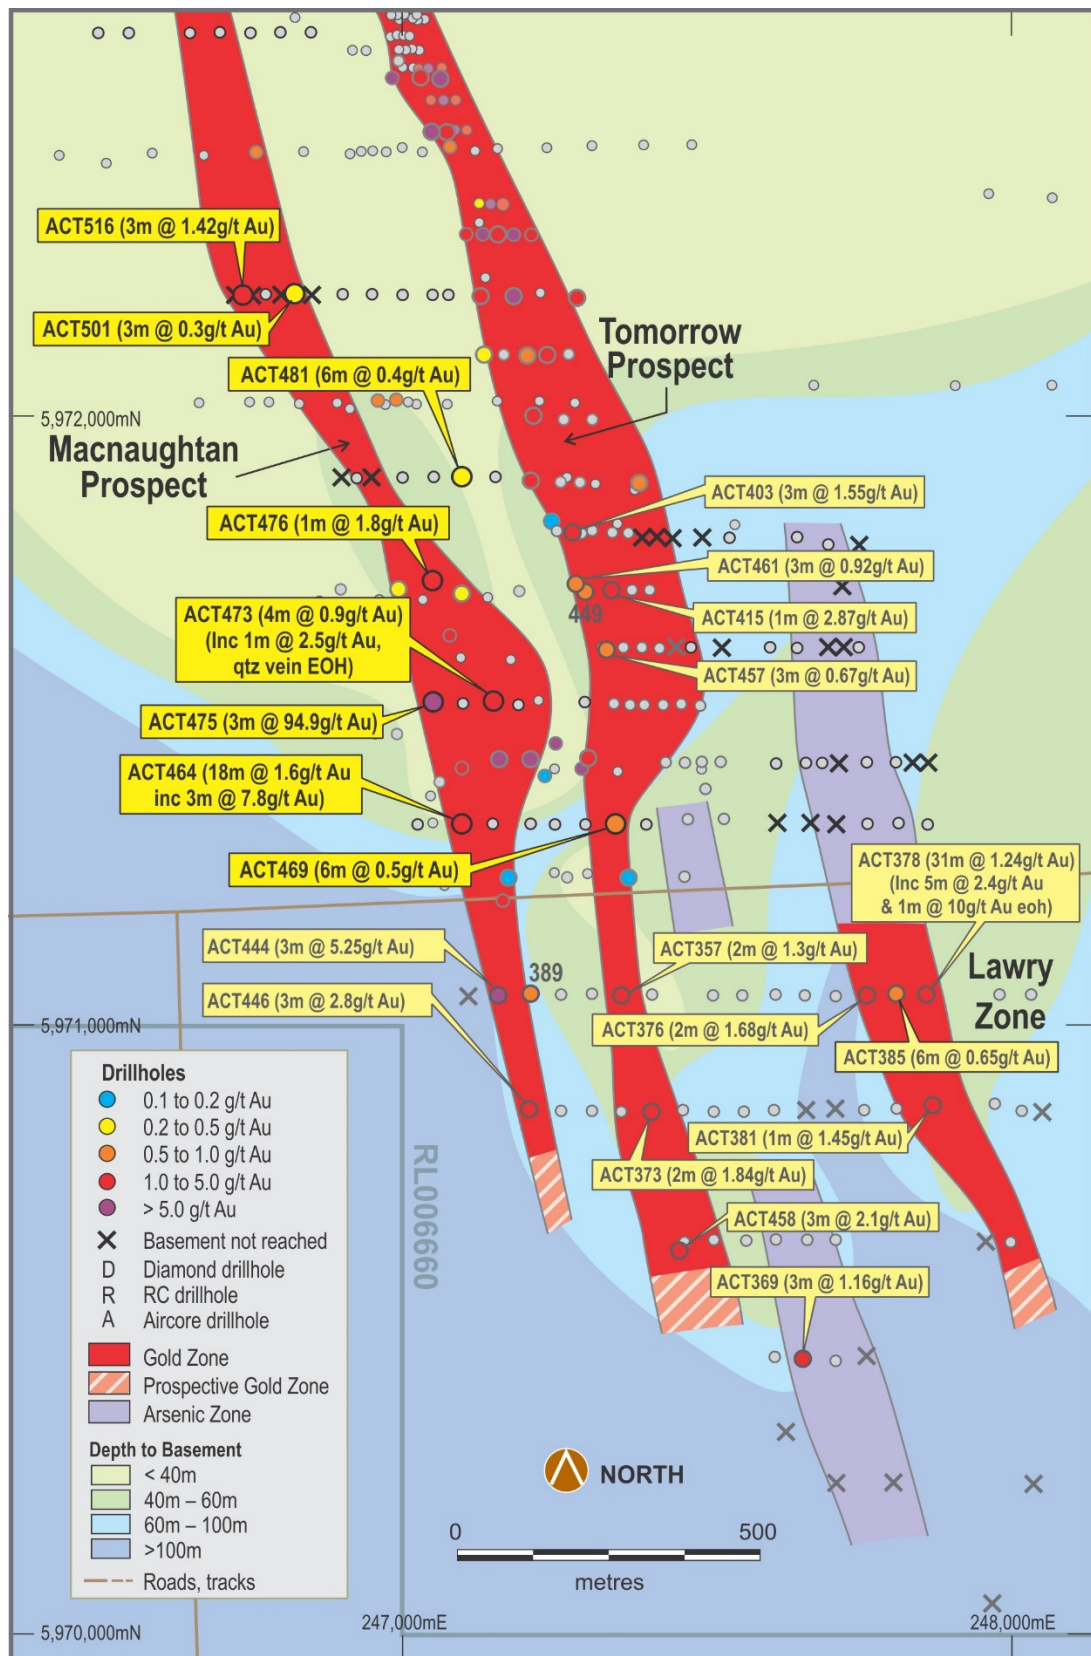 ACT516 (3m @ 1.42g/t Au)
ACT501 (3m @ 0.3g/t Au)
Tomorrow
Prospect
ACT481 (6m @ 0.4g/t Au)
5,972,000mN
Macnaughtan
Prospect
ACT403 (3m @ 1.55g/t Au)
ACT476 (1m @ 1.8g/t Au)
ACT461 (3m @ 0.92g/t Au)
449
ACT415 (1m @ 2.87g/t Au)
ACT473 (4m @ 0.9g/t Au)
(Inc 1m @ 2.5g/t Au,
qtz vein EOH)
ACT457 (3m @ 0.67g/t Au)
ACT475 (3m @ 94.9g/t Au)
ACT464 (18m @ 1.6g/t Au
inc 3m @ 7.8g/t Au)
ACT469 (6m @ 0.5g/t Au)
ACT378 (31m @ 1.24g/t Au)
(Inc 5m @ 2.4g/t Au
& 1m @ 10g/t Au eoh)
ACT444 (3m @ 5.25g/t Au)
389
ACT357 (2m @ 1.3g/t Au)
Lawry
Zone
ACT446 (3m @ 2.8g/t Au)
ACT376 (2m @ 1.68g/t Au)
5,971,000mN
ACT385 (6m @ 0.65g/t Au)
ACT381 (1m @ 1.45g/t Au)
ACT373 (2m @ 1.84g/t Au)
ACT458 (3m @ 2.1g/t Au)
ACT369 (3m @ 1.16g/t Au)
RL006660
Drillholes
0.1 to 0.2 g/t Au
0.2 to 0.5 g/t Au
0.5 to 1.0 g/t Au
1.0 to 5.0 g/t Au
> 5.0 g/t Au
Basement not reached
D Diamond drillhole
R RC drillhole
A Aircore drillhole
Gold Zone
Prospective Gold Zone
Arsenic Zone
Depth to Basement
< 40m
40m – 60m
60m – 100m
>100m
Roads, tracks
NORTH
0 500
metres
5,970,000mN
247,000mE
248,000mE